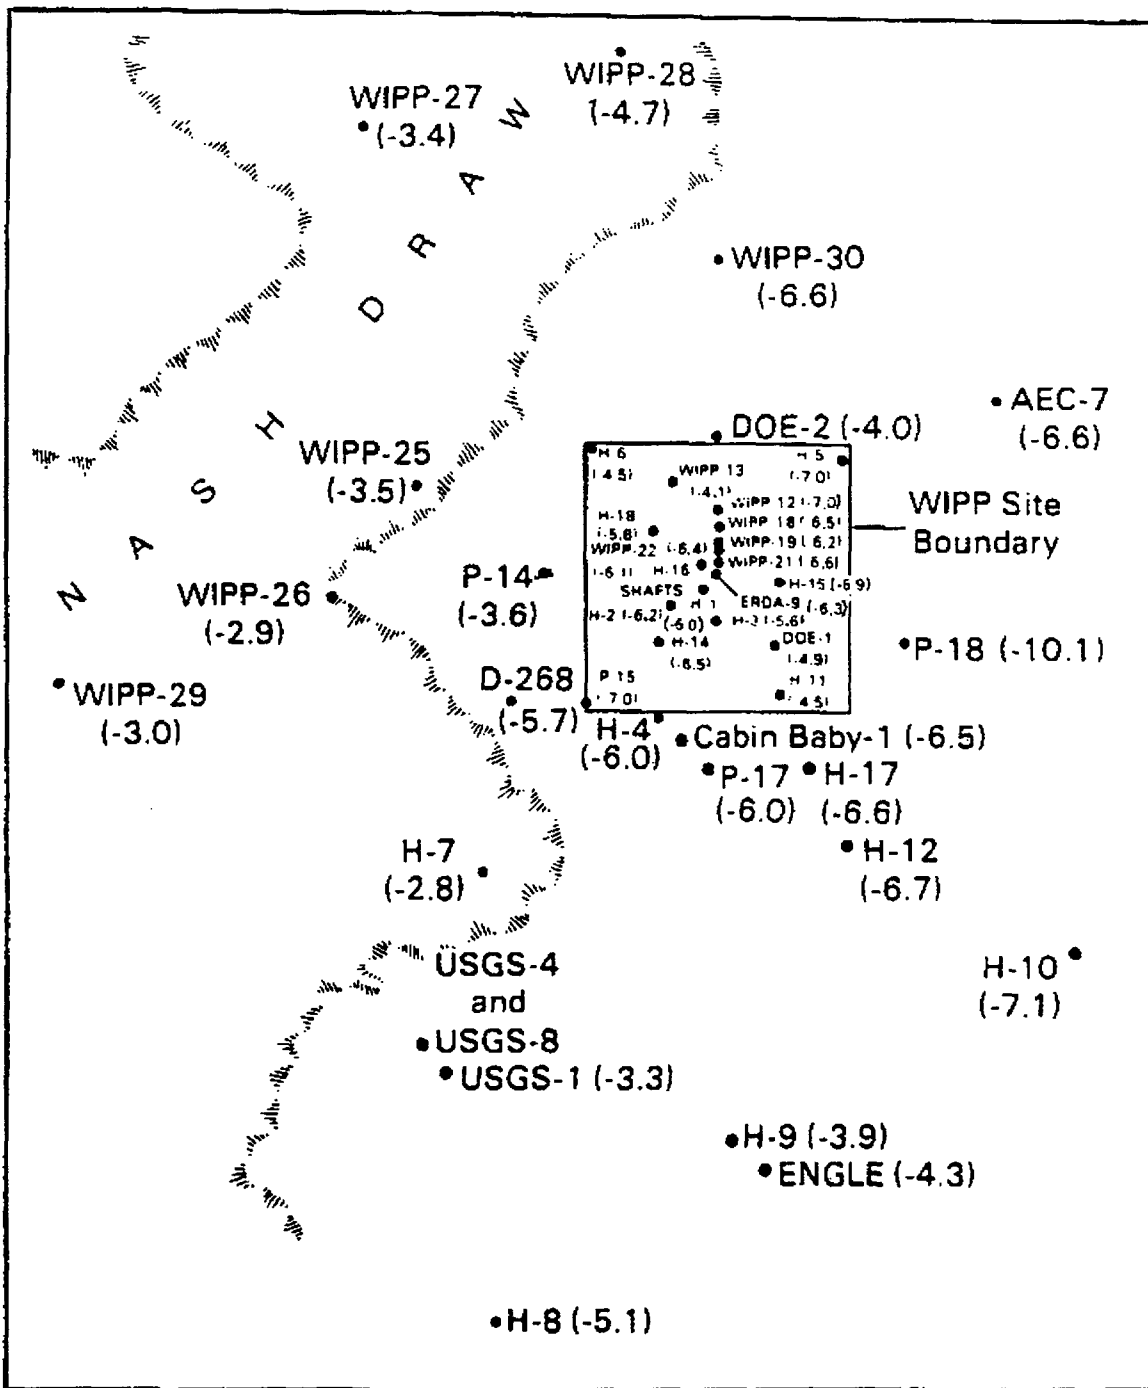 WIPP-28
(-4.7)
WIPP-27
(-3.4)
NASH DRAW
WIPP-30
(-6.6)
AEC-7
(-6.6)
DOE-2 (-4.0)
WIPP-25
(-3.5)
H-6
(-4.5)
H-5
(-7.0)
WIPP 13
(-4.1)
WIPP 12 (-7.0)
WIPP Site
Boundary
H-18
(-5.8)
WIPP 18 (-6.5)
WIPP-19 (-6.2)
WIPP-22 (-6.4)
WIPP-21 (-6.6)
H-16
(-6.1)
H-15 (-6.9)
P-14
(-3.6)
WIPP-26
(-2.9)
SHAFTS
H-1
(-6.0)
ERDA-9 (-6.3)
H-2 (-6.2)
H-3 (-5.6)
H-14
(-6.5)
DOE-1
(-4.9)
P-18 (-10.1)
WIPP-29
(-3.0)
D-268
(-5.7)
P 15
(-7.0)
H-11
(-4.5)
H-4
(-6.0)
Cabin Baby-1 (-6.5)
P-17
(-6.0)
H-17
(-6.6)
H-7
(-2.8)
H-12
(-6.7)
USGS-4
and
USGS-8
USGS-1 (-3.3)
H-10
(-7.1)
H-9 (-3.9)
ENGLE (-4.3)
H-8 (-5.1)